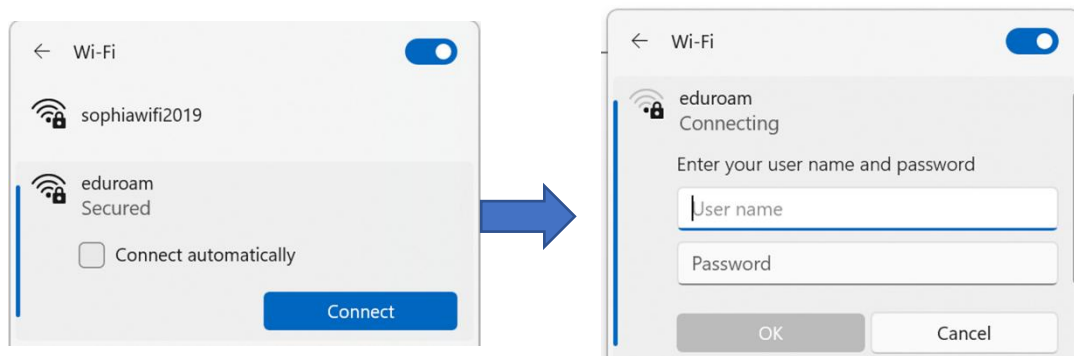 Wi-Fi
sophiawifi2019
eduroam
Secured
Connect automatically
Connect
Wi-Fi
eduroam
Connecting
Enter your user name and password
User name
Password
OK
Cancel